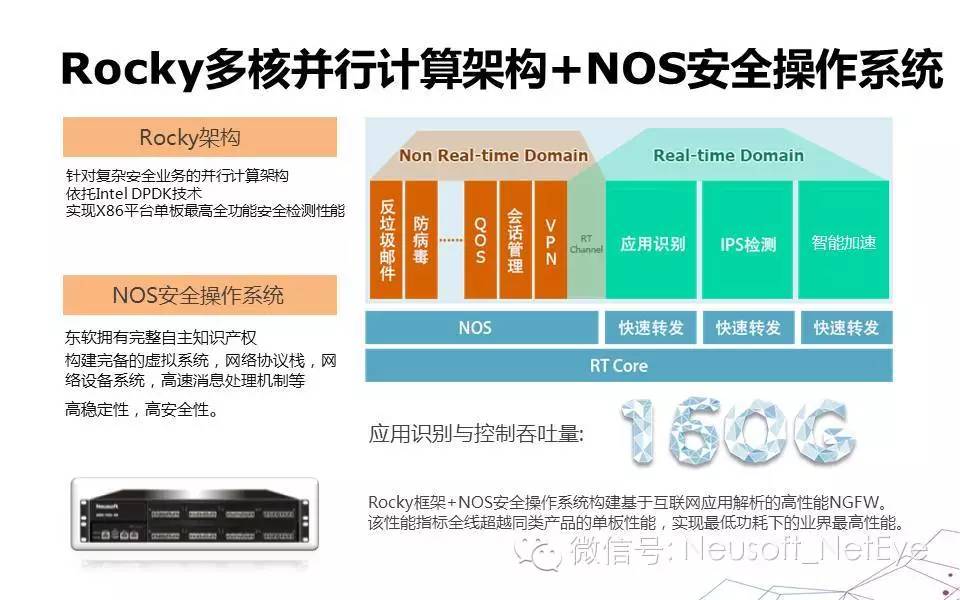 Rocky多核并行计算架构+NOS安全操作系统
Rocky架构
针对复杂安全业务的并行计算架构
依托Intel DPDK技术
实现X86平台单板最高全功能安全检测性能
NOS安全操作系统
东软拥有完整自主知识产权
构建完备的虚拟系统，网络协议栈，网
络设备系统，高速消息处理机制等
高稳定性，高安全性。
Neusoft
Non Real-time Domain
Real-time Domain
反垃圾邮件
防病毒
......
QOS
会话管理
VPN
RT
Channel
应用识别
IPS检测
智能加速
NOS
快速转发
快速转发
快速转发
RT Core
应用识别与控制吞吐量:
160G
Rocky框架+NOS安全操作系统构建基于互联网应用解析的高性能NGFW。
该性能指标全线超越同类产品的单板性能，实现最低功耗下的业界最高性能。
微信号: Neusoft_NetEye